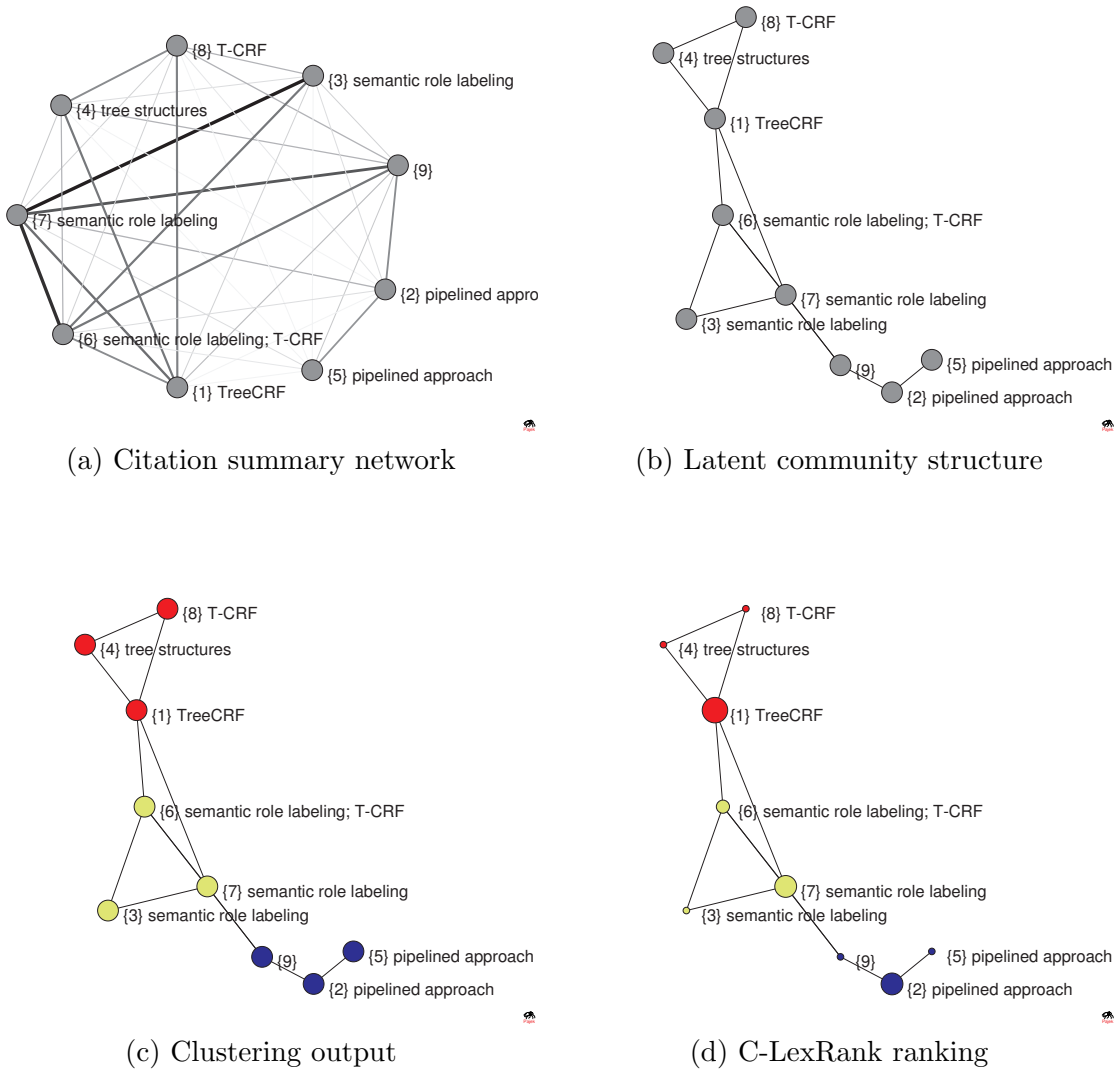 {8} T-CRF
{3} semantic role labeling
{4} tree structures
{9}
{7} semantic role labeling
{2} pipelined appro
{6} semantic role labeling; T-CRF
{5} pipelined approach
{1} TreeCRF
(a) Citation summary network
{8} T-CRF
{4} tree structures
{1} TreeCRF
{6} semantic role labeling; T-CRF
{7} semantic role labeling
{3} semantic role labeling
{9}
{5} pipelined approach
{2} pipelined approach
(b) Latent community structure
{8} T-CRF
{4} tree structures
{1} TreeCRF
{6} semantic role labeling; T-CRF
{7} semantic role labeling
{3} semantic role labeling
{9}
{5} pipelined approach
{2} pipelined approach
(c) Clustering output
{8} T-CRF
{4} tree structures
{1} TreeCRF
{6} semantic role labeling; T-CRF
{7} semantic role labeling
{3} semantic role labeling
{9}
{5} pipelined approach
{2} pipelined approach
(d) C-LexRank ranking